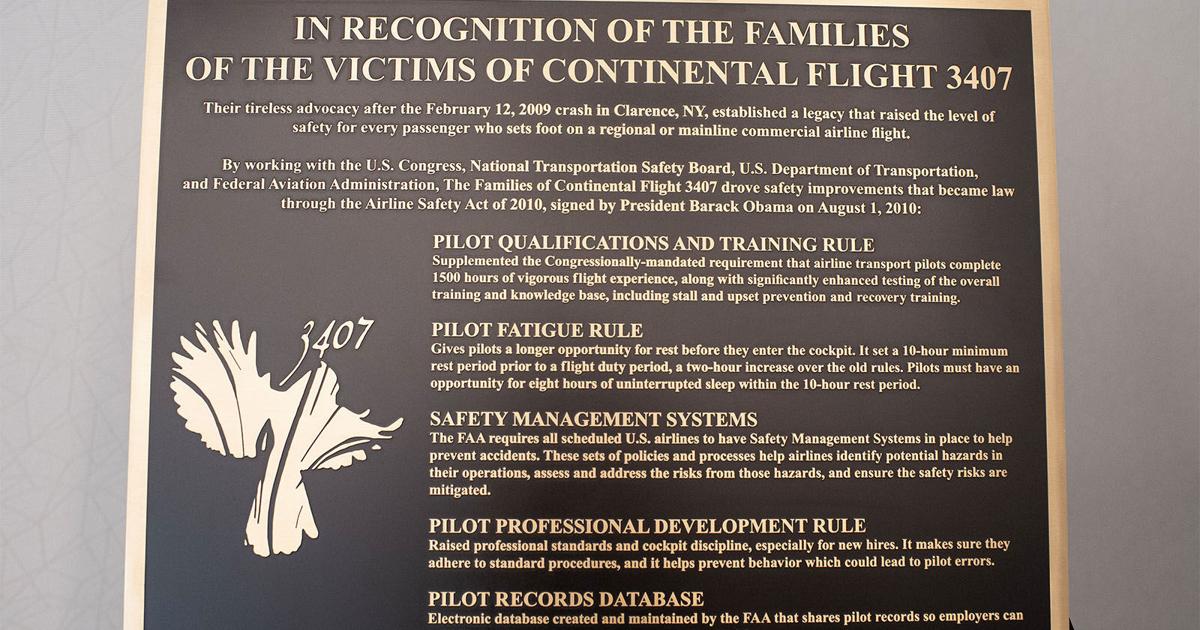 IN RECOGNITION OF THE FAMILIES
OF THE VICTIMS OF CONTINENTAL FLIGHT 3407
Their tireless advocacy after the February 12, 2009 crash in Clarence, NY, established a legacy that raised the level of
safety for every passenger who sets foot on a regional or mainline commercial airline flight.
By working with the U.S. Congress, National Transportation Safety Board, U.S. Department of Transportation,
and Federal Aviation Administration, The Families of Continental Flight 3407 drove safety improvements that became law
through the Airline Safety Act of 2010, signed by President Barack Obama on August 1, 2010:
PILOT QUALIFICATIONS AND TRAINING RULE
Supplemented the Congressionally-mandated requirement that airline transport pilots complete
1500 hours of vigorous flight experience, along with significantly enhanced testing of the overall
training and knowledge base, including stall and upset prevention and recovery training.
3407
PILOT FATIGUE RULE
Gives pilots a longer opportunity for rest before they enter the cockpit. It set a 10-hour minimum
rest period prior to a flight duty period, a two-hour increase over the old rules. Pilots must have an
opportunity for eight hours of uninterrupted sleep within the 10-hour rest period.
SAFETY MANAGEMENT SYSTEMS
The FAA requires all scheduled U.S. airlines to have Safety Management Systems in place to help
prevent accidents. These sets of policies and processes help airlines identify potential hazards in
their operations, assess and address the risks from those hazards, and ensure the safety risks are
mitigated.
PILOT PROFESSIONAL DEVELOPMENT RULE
Raised professional standards and cockpit discipline, especially for new hires. It makes sure they
adhere to standard procedures, and it helps prevent behavior which could lead to pilot errors.
PILOT RECORDS DATABASE
Electronic database created and maintained by the FAA that shares pilot records so employers can